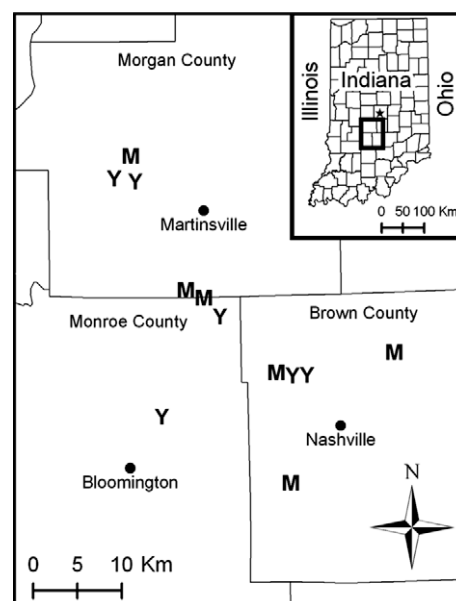 Morgan County
M
Y Y
Martinsville
M
M
Y
Monroe County
Brown County
M
M Y Y
Y
Nashville
Bloomington
M
N
0 5 10 Km
Illinois
Indiana
Ohio
0 50 100 Km